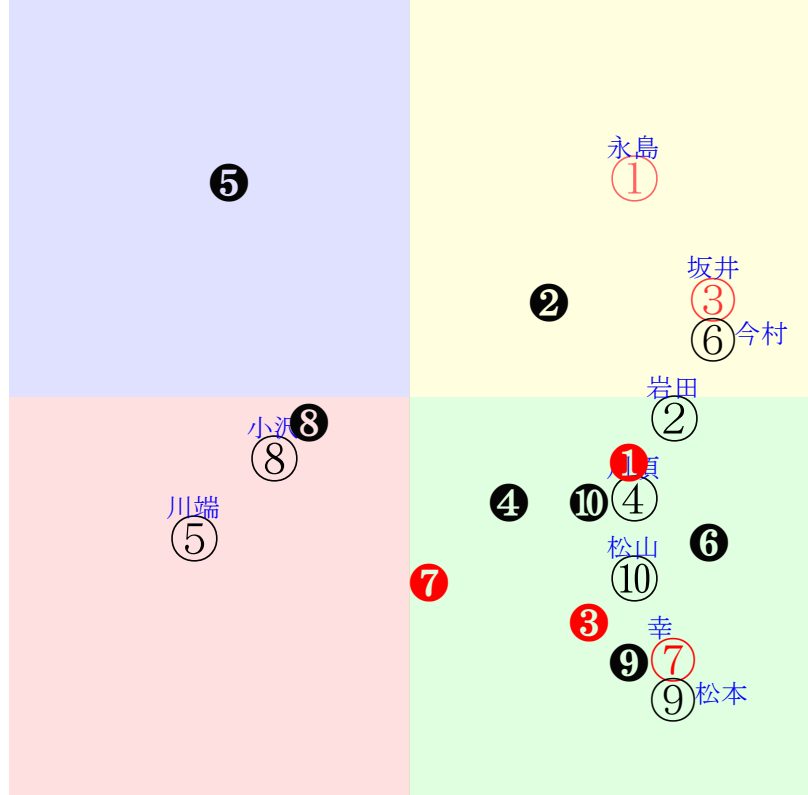 永島
①
❺
坂井
③
❷
⑥今村
岩田
②
小沢
❽
⑧
❶
④
❹
❿
川端
⑤
❻
松山
⑩
❼
❸
幸
⑦
❾
⑨松本